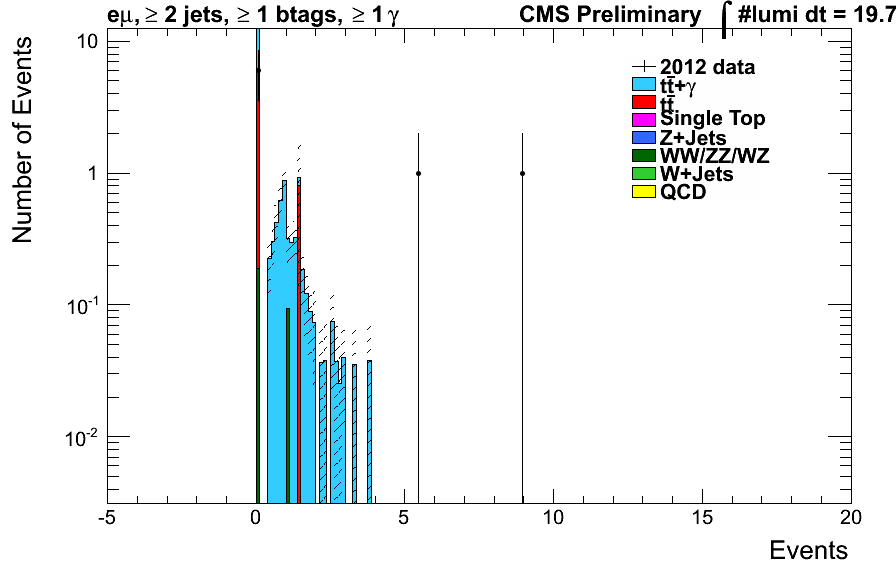 eμ, ≥ 2 jets, ≥ 1 btags, ≥ 1 γ CMS Preliminary ∫ #lumi dt = 19.7
Number of Events
10
1
10⁻¹
10⁻²
2012 data
tt̄+γ
tt̄
Single Top
Z+Jets
WW/ZZ/WZ
W+Jets
QCD
-5 0 5 10 15 20
Events